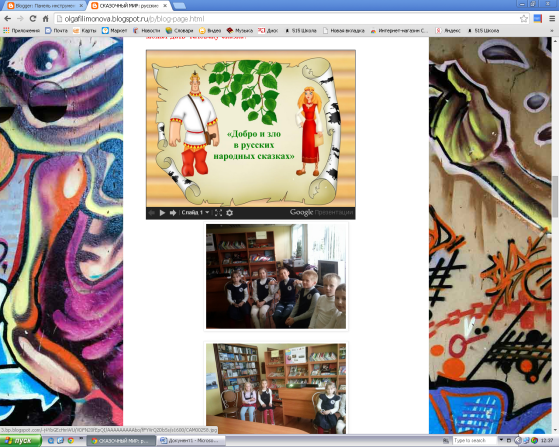 Blogger: Панель инструмен
СКАЗОЧНЫЙ МИР: русские
olgafilimonova.blogspot.ru/p/blog-page.html
Приложения Почта Карты Маркет Новости Словари Видео Музыка Диск 515 Школа Новая вкладка Интернет-магазин С Яндекс 515 Школа
«Добро и зло
в русских
народных сказках»
Слайд 1
Google Презентации
пуск
СКАЗОЧНЫЙ МИР: р...
Документ1 - Microso...